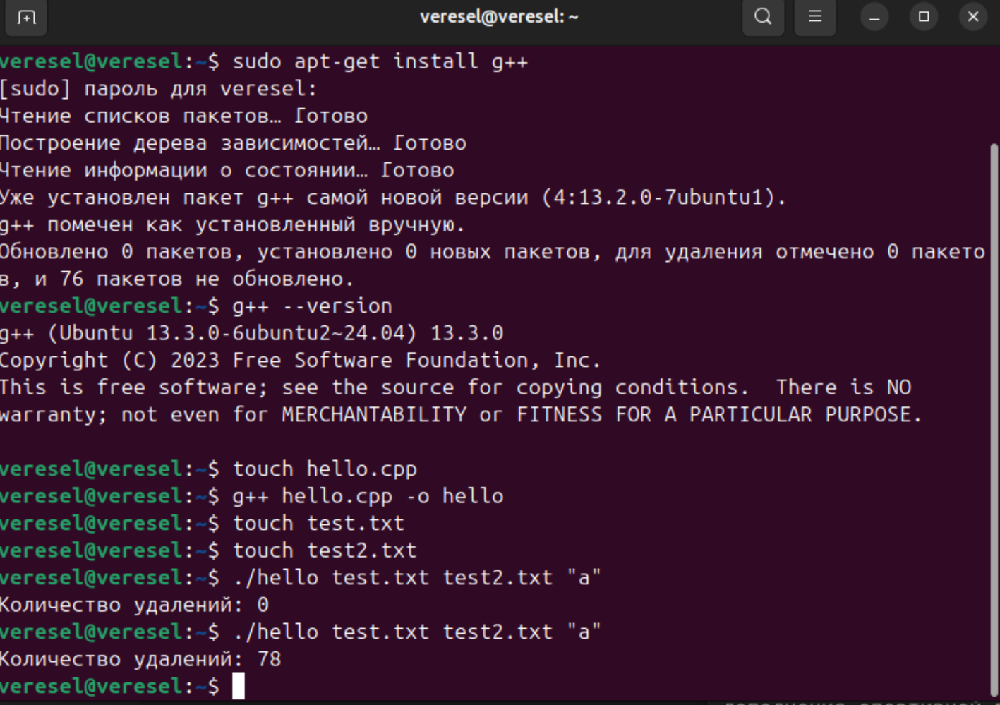 veresel@veresel: ~
veresel@veresel:~$ sudo apt-get install g++
[sudo] пароль для veresel:
Чтение списков пакетов… Готово
Построение дерева зависимостей… Готово
Чтение информации о состоянии… Готово
Уже установлен пакет g++ самой новой версии (4:13.2.0-7ubuntu1).
g++ помечен как установленный вручную.
Обновлено 0 пакетов, установлено 0 новых пакетов, для удаления отмечено 0 пакето
в, и 76 пакетов не обновлено.
veresel@veresel:~$ g++ --version
g++ (Ubuntu 13.3.0-6ubuntu2~24.04) 13.3.0
Copyright (C) 2023 Free Software Foundation, Inc.
This is free software; see the source for copying conditions.  There is NO
warranty; not even for MERCHANTABILITY or FITNESS FOR A PARTICULAR PURPOSE.
veresel@veresel:~$ touch hello.cpp
veresel@veresel:~$ g++ hello.cpp -o hello
veresel@veresel:~$ touch test.txt
veresel@veresel:~$ touch test2.txt
veresel@veresel:~$ ./hello test.txt test2.txt "a"
Количество удалений: 0
veresel@veresel:~$ ./hello test.txt test2.txt "a"
Количество удалений: 78
veresel@veresel:~$